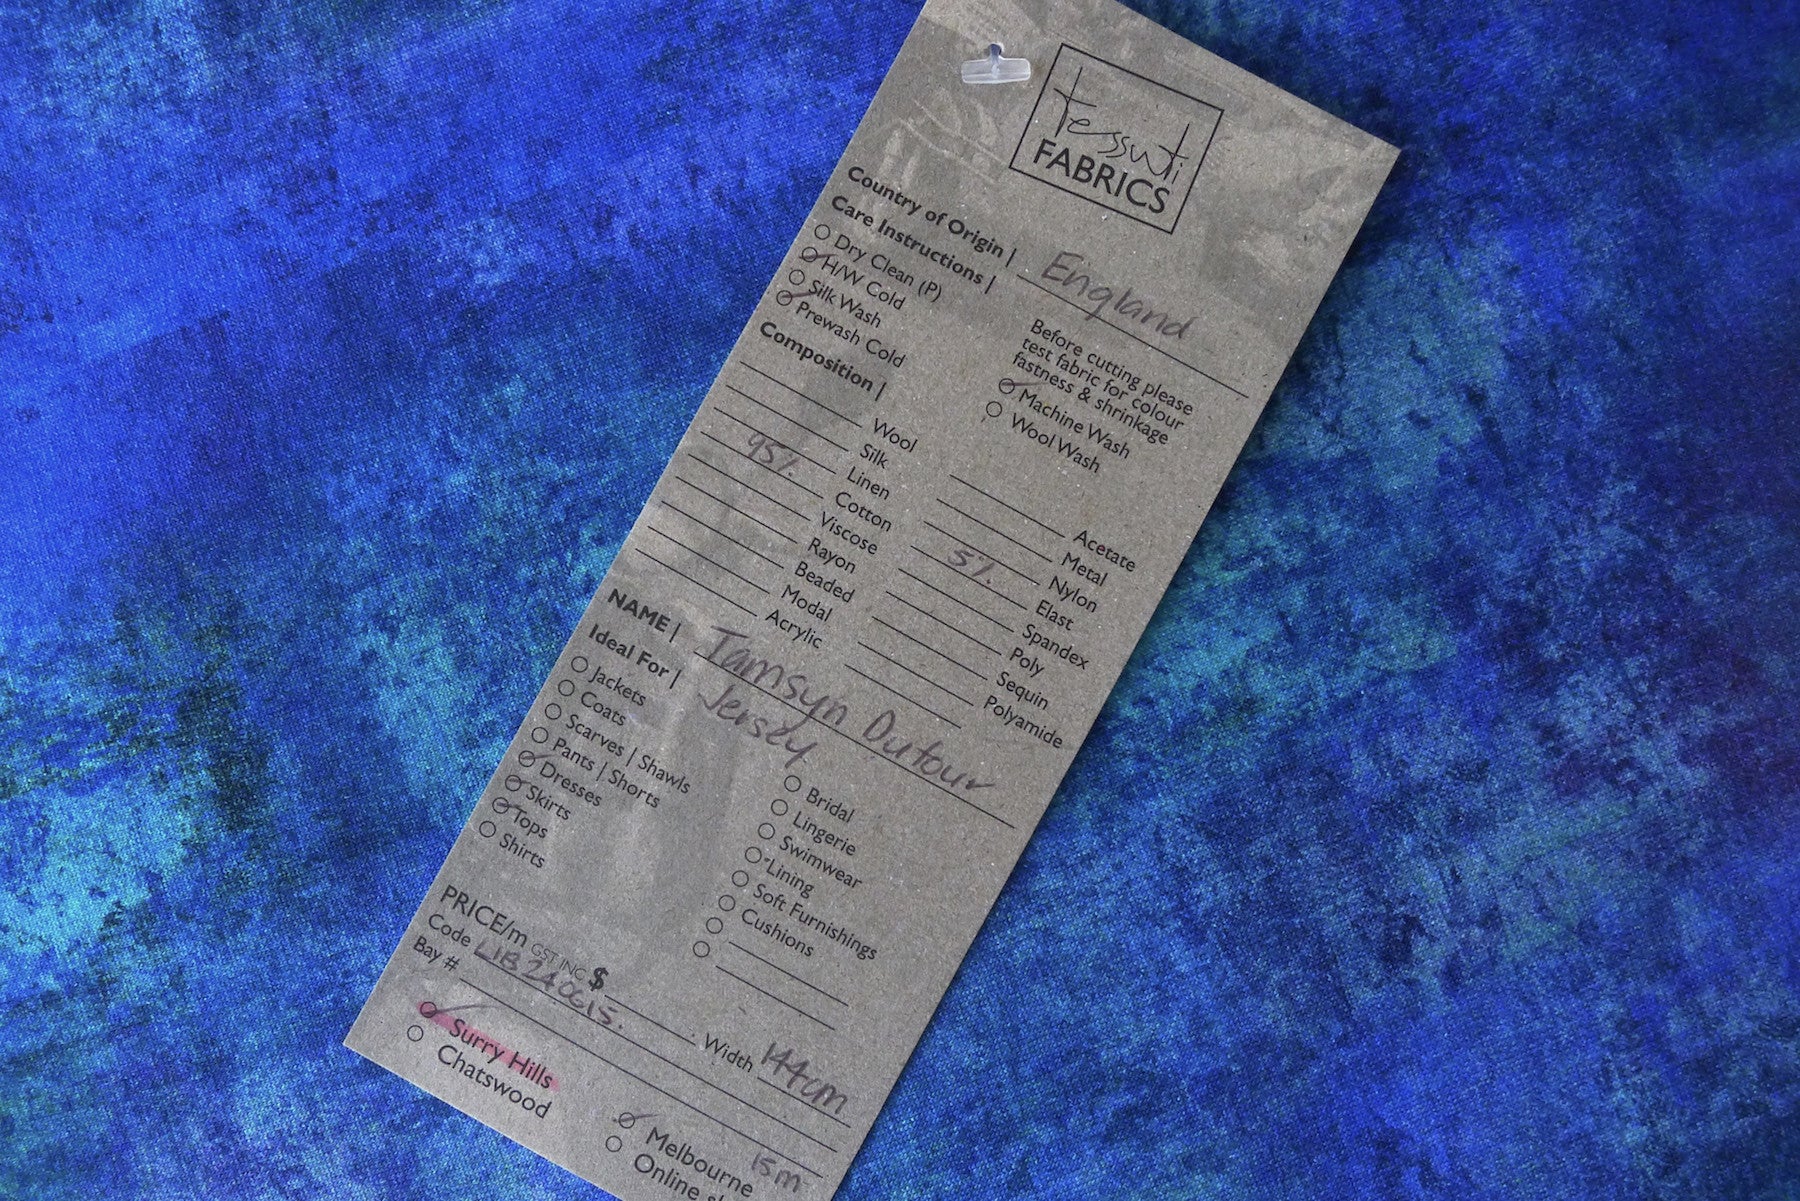 tessuti
FABRICS
Country of Origin | England
Care Instructions |
Dry Clean (P)
H/W Cold
Silk Wash
Prewash Cold
Before cutting please
test fabric for colour
fastness & shrinkage
Machine Wash
Wool Wash
Composition |
Wool
Silk
Linen
95% Cotton
Viscose
Rayon
Beaded
Modal
Acrylic
Acetate
Metal
Nylon
5% Elast
Spandex
Poly
Sequin
Polyamide
NAME | Tamsyn Dutour
Jersey
Ideal For |
Jackets
Coats
Scarves | Shawls
Pants | Shorts
Dresses
Skirts
Tops
Shirts
Bridal
Lingerie
Swimwear
Lining
Soft Furnishings
Cushions
PRICE/m GST INC $
Code LIB240615. Width 144cm
Bay #
Surry Hills
Chatswood
Melbourne 15m
Online